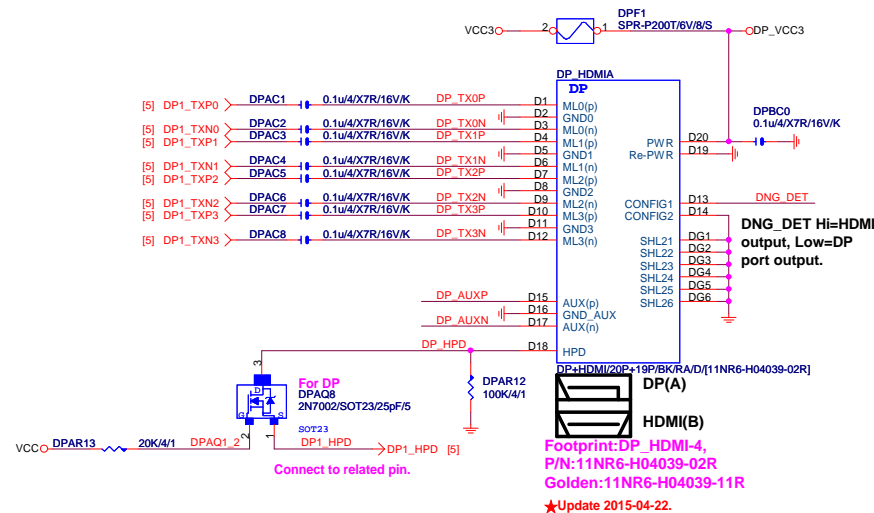 DPF1
SPR-P200T/6V/8/S
VCC3 2 1 DP_VCC3
DP_HDMIA
DP
[5] DP1_TXP0 DPAC1 0.1u/4/X7R/16V/K DP_TX0P D1 ML0(p)
D2 GND0
[5] DP1_TXN0 DPAC2 0.1u/4/X7R/16V/K DP_TX0N D3 ML0(n)
[5] DP1_TXP1 DPAC3 0.1u/4/X7R/16V/K DP_TX1P D4 ML1(p)
D5 GND1
[5] DP1_TXN1 DPAC4 0.1u/4/X7R/16V/K DP_TX1N D6 ML1(n)
[5] DP1_TXP2 DPAC5 0.1u/4/X7R/16V/K DP_TX2P D7 ML2(p)
D8 GND2
[5] DP1_TXN2 DPAC6 0.1u/4/X7R/16V/K DP_TX2N D9 ML2(n)
[5] DP1_TXP3 DPAC7 0.1u/4/X7R/16V/K DP_TX3P D10 ML3(p)
D11 GND3
[5] DP1_TXN3 DPAC8 0.1u/4/X7R/16V/K DP_TX3N D12 ML3(n)
DPBC0
0.1u/4/X7R/16V/K
PWR D20
Re-PWR D19
CONFIG1 D13 DNG_DET
CONFIG2 D14
DNG_DET Hi=HDMI
output, Low=DP
port output.
SHL21 DG1
SHL22 DG2
SHL23 DG3
SHL24 DG4
SHL25 DG5
SHL26 DG6
DP_AUXP D15 AUX(p)
D16 GND_AUX
DP_AUXN D17 AUX(n)
DP_HPD D18 HPD
DP+HDMI/20P+19P/BK/RA/D/[11NR6-H04039-02R]
3
For DP
DPAQ8
2N7002/SOT23/25pF/5
D
G S
SOT23
2 1
DPAR12
100K/4/1
VCC DPAR13 20K/4/1 DPAQ1_2 DP1_HPD DP1_HPD [5]
Connect to related pin.
DP(A)
HDMI(B)
Footprint:DP_HDMI-4,
P/N:11NR6-H04039-02R
Golden:11NR6-H04039-11R
★Update 2015-04-22.